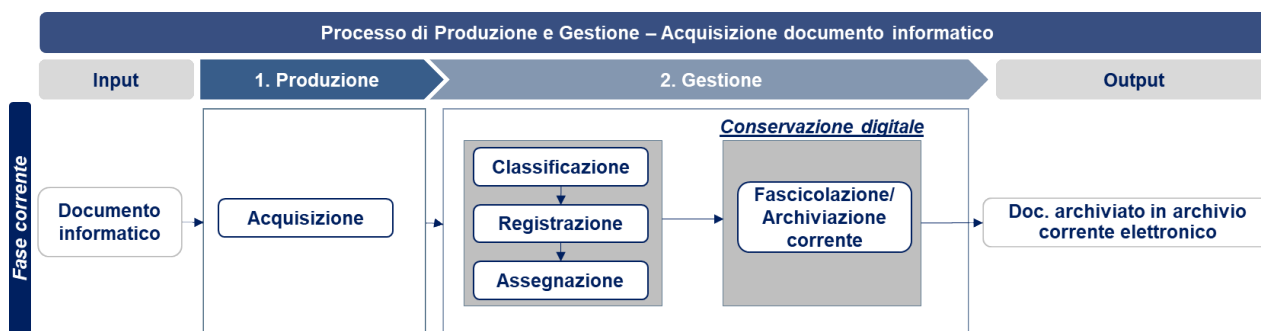 Processo di Produzione e Gestione – Acquisizione documento informatico
Input
1. Produzione
2. Gestione
Output
Fase corrente
Documento
informatico
Acquisizione
Classificazione
Registrazione
Assegnazione
Conservazione digitale
Fascicolazione/
Archiviazione
corrente
Doc. archiviato in archivio
corrente elettronico